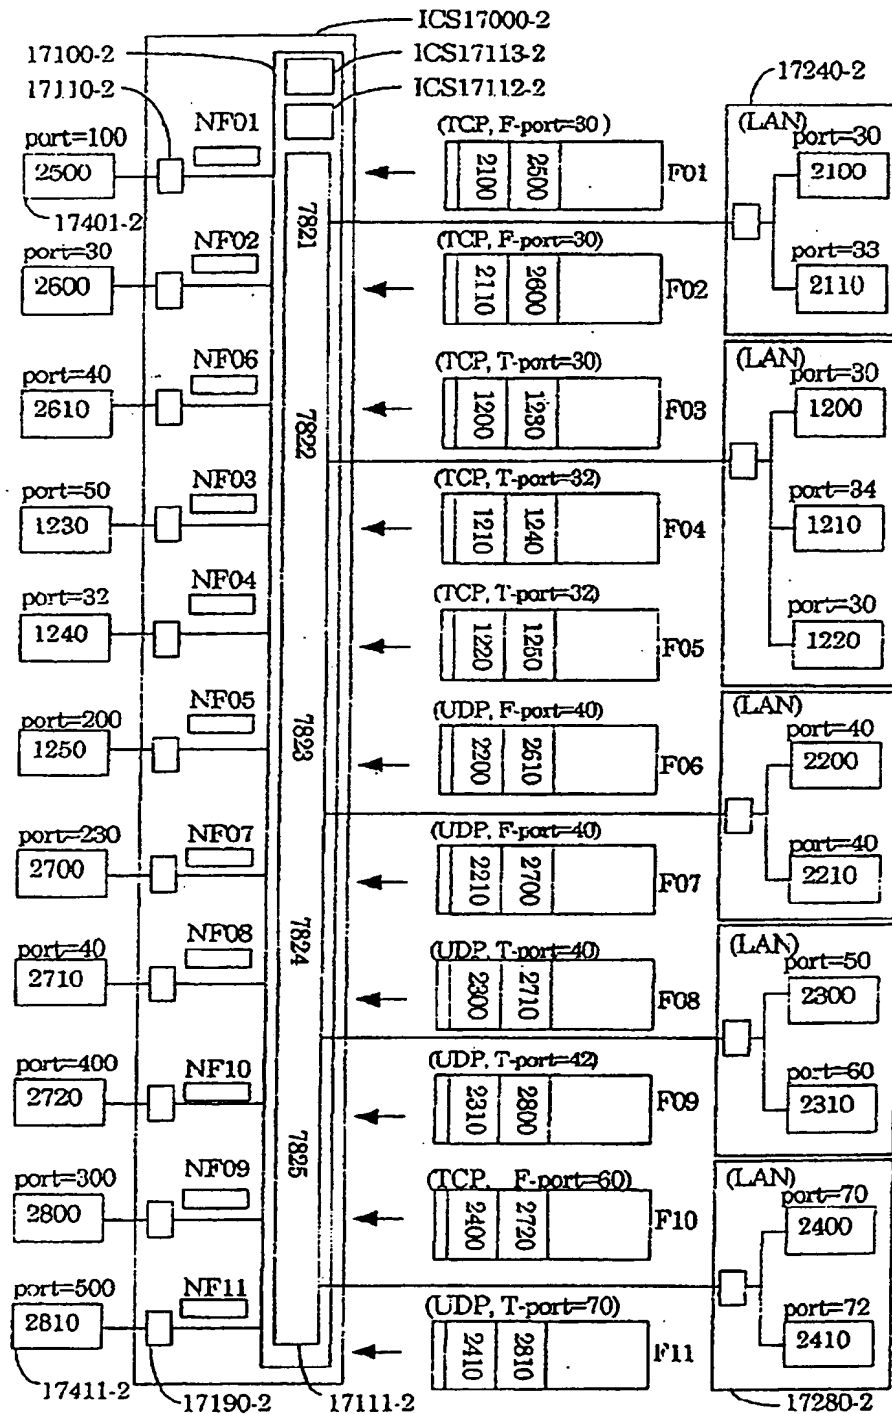 ICS17000-2
17100-2
ICS17113-2
17110-2
ICS17112-2
17240-2
NF01
port=100
2500
17401-2
NF02
port=30
2600
NF06
port=40
2610
NF03
port=50
1230
NF04
port=32
1240
NF05
port=200
1250
NF07
port=230
2700
NF08
port=40
2710
NF10
port=400
2720
NF09
port=300
2800
NF11
port=500
2810
17411-2
17190-2
17111-2
7821
7822
7823
7824
7825
(TCP, F-port=30)
2100
2500
F01
(TCP, F-port=30)
2110
2600
F02
(TCP, T-port=30)
1200
1230
F03
(TCP, T-port=32)
1210
1240
F04
(TCP, T-port=32)
1220
1250
F05
(UDP, F-port=40)
2200
2610
F06
(UDP, F-port=40)
2210
2700
F07
(UDP, T-port=40)
2300
2710
F08
(UDP, T-port=42)
2310
2800
F09
(TCP, F-port=60)
2400
2720
F10
(UDP, T-port=70)
2410
2810
F11
(LAN)
port=30
2100
port=33
2110
(LAN)
port=30
1200
port=34
1210
port=30
1220
(LAN)
port=40
2200
port=40
2210
(LAN)
port=50
2300
port=60
2310
(LAN)
port=70
2400
port=72
2410
17280-2